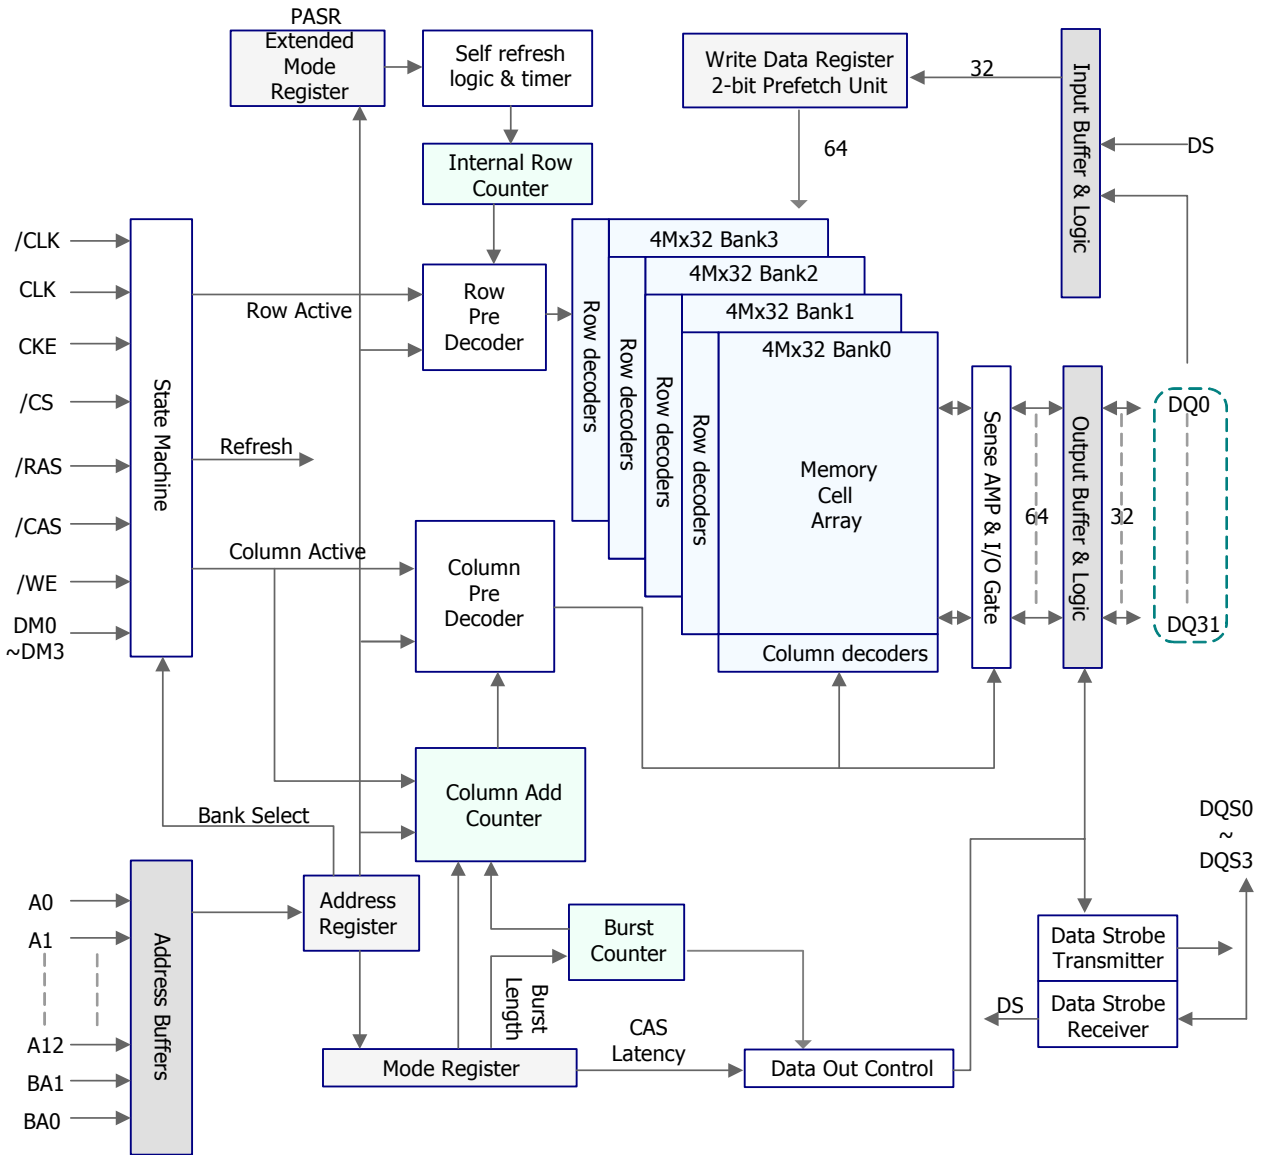 PASR
Extended
Mode
Register
Self refresh
logic & timer
Write Data Register
2-bit Prefetch Unit
32
Input Buffer & Logic
DS
64
Internal Row
Counter
/CLK
CLK
CKE
/CS
/RAS
/CAS
/WE
DM0
~DM3
State Machine
Row Active
Refresh
Column Active
Row
Pre
Decoder
Row decoders
4Mx32 Bank3
Row decoders
4Mx32 Bank2
Row decoders
4Mx32 Bank1
Row decoders
4Mx32 Bank0
Memory
Cell
Array
Column decoders
Sense AMP & I/O Gate
64
Output Buffer & Logic
32
DQ0
DQ31
Column
Pre
Decoder
Column Add
Counter
Bank Select
A0
A1
A12
BA1
BA0
Address Buffers
Address
Register
Burst
Length
Burst
Counter
Mode Register
CAS
Latency
Data Out Control
DQS0
~
DQS3
Data Strobe
Transmitter
DS
Data Strobe
Receiver